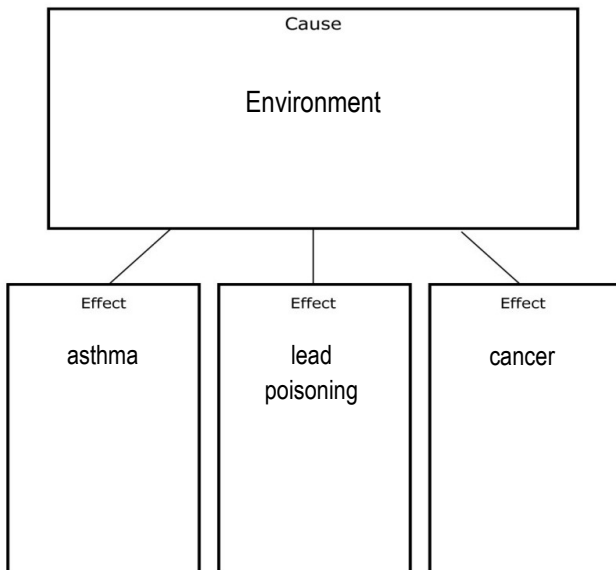 Cause
Environment
Effect
asthma
Effect
lead
poisoning
Effect
cancer